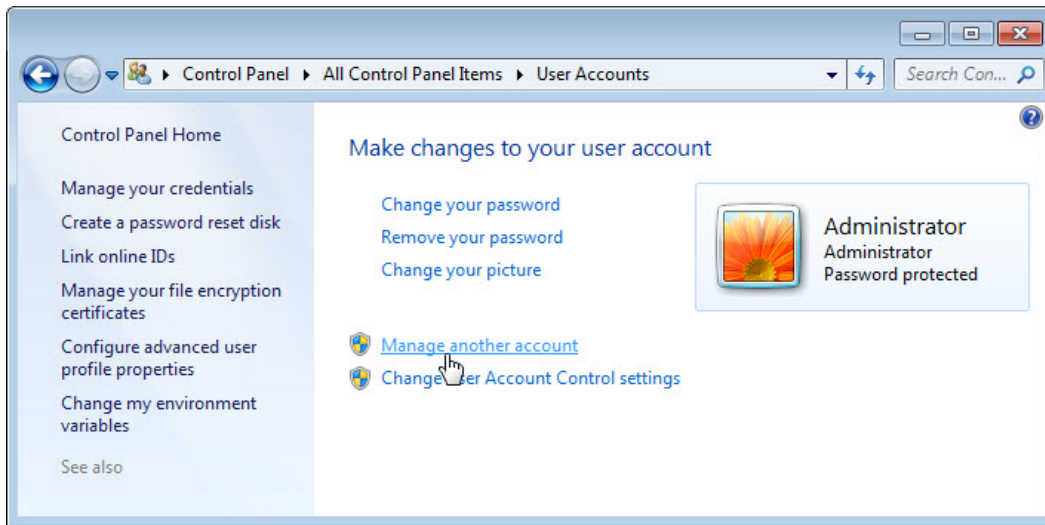 Control Panel
All Control Panel Items
User Accounts
Search Con...
Control Panel Home
Manage your credentials
Create a password reset disk
Link online IDs
Manage your file encryption
certificates
Configure advanced user
profile properties
Change my environment
variables
See also
Make changes to your user account
Change your password
Remove your password
Change your picture
Manage another account
Change User Account Control settings
Administrator
Administrator
Password protected